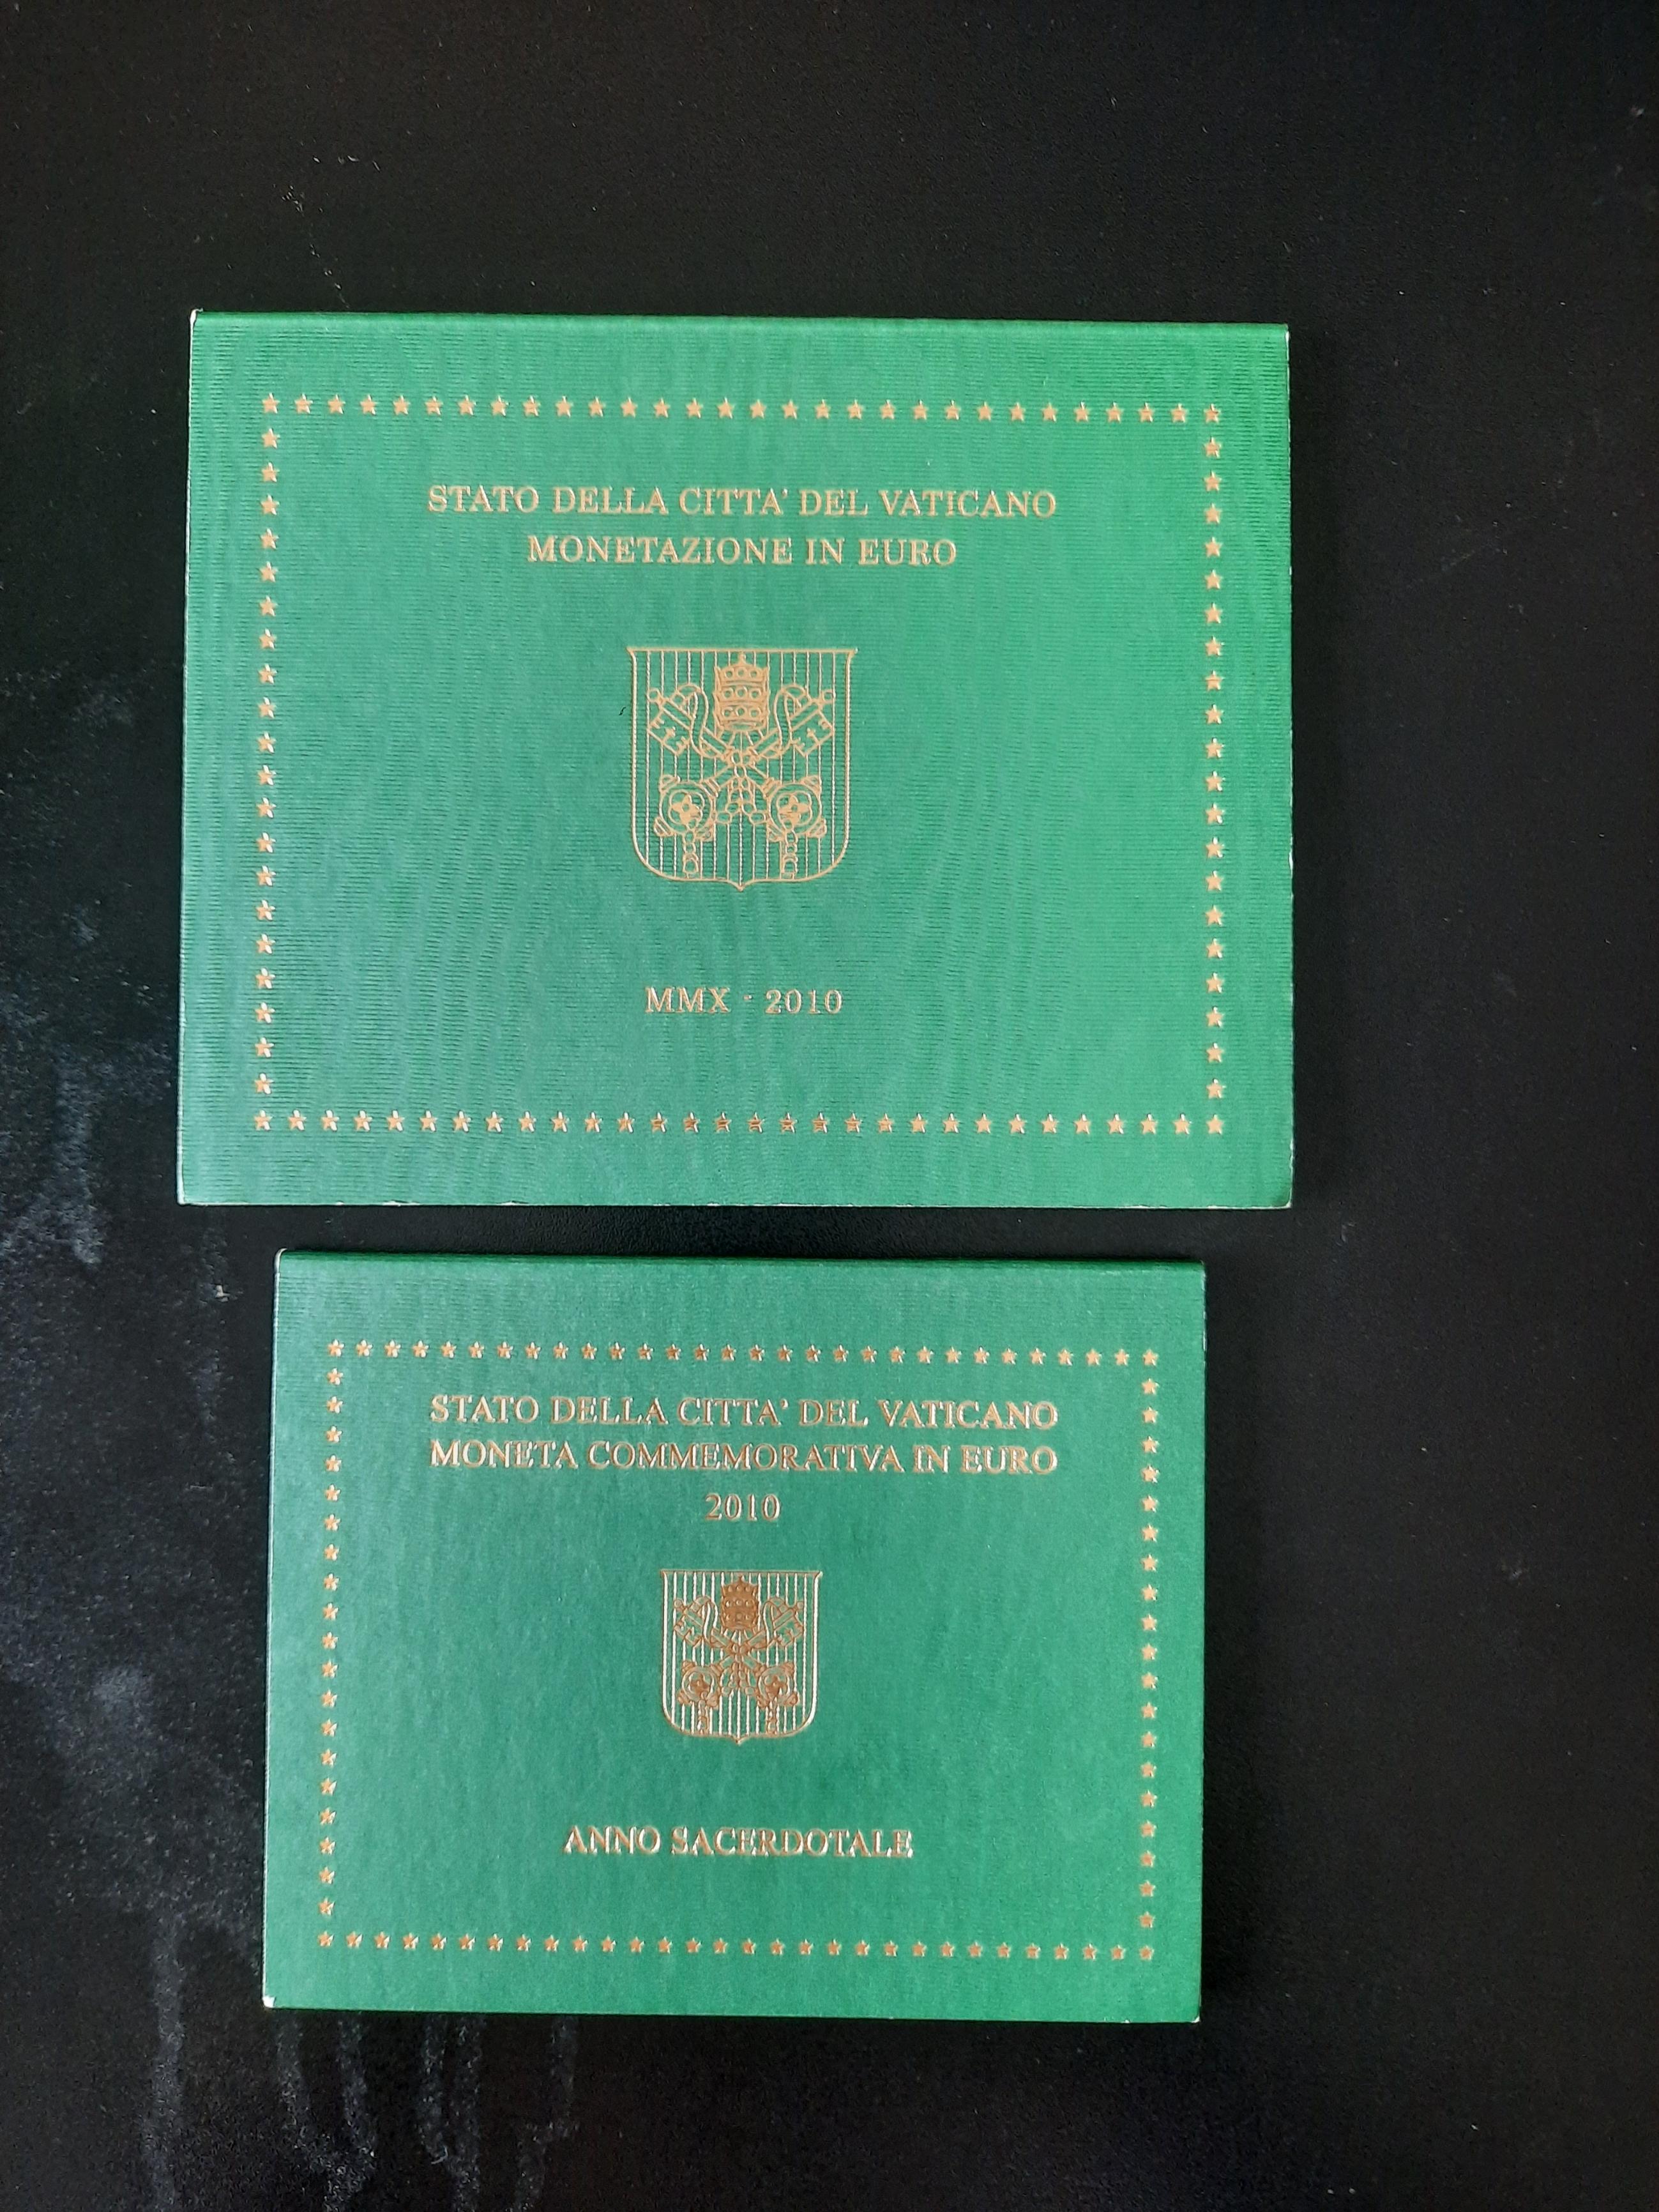 STATO DELLA CITTA' DEL VATICANO
MONETAZIONE IN EURO
MMX - 2010
STATO DELLA CITTA' DEL VATICANO
MONETA COMMEMORATIVA IN EURO
2010
ANNO SACERDOTALE